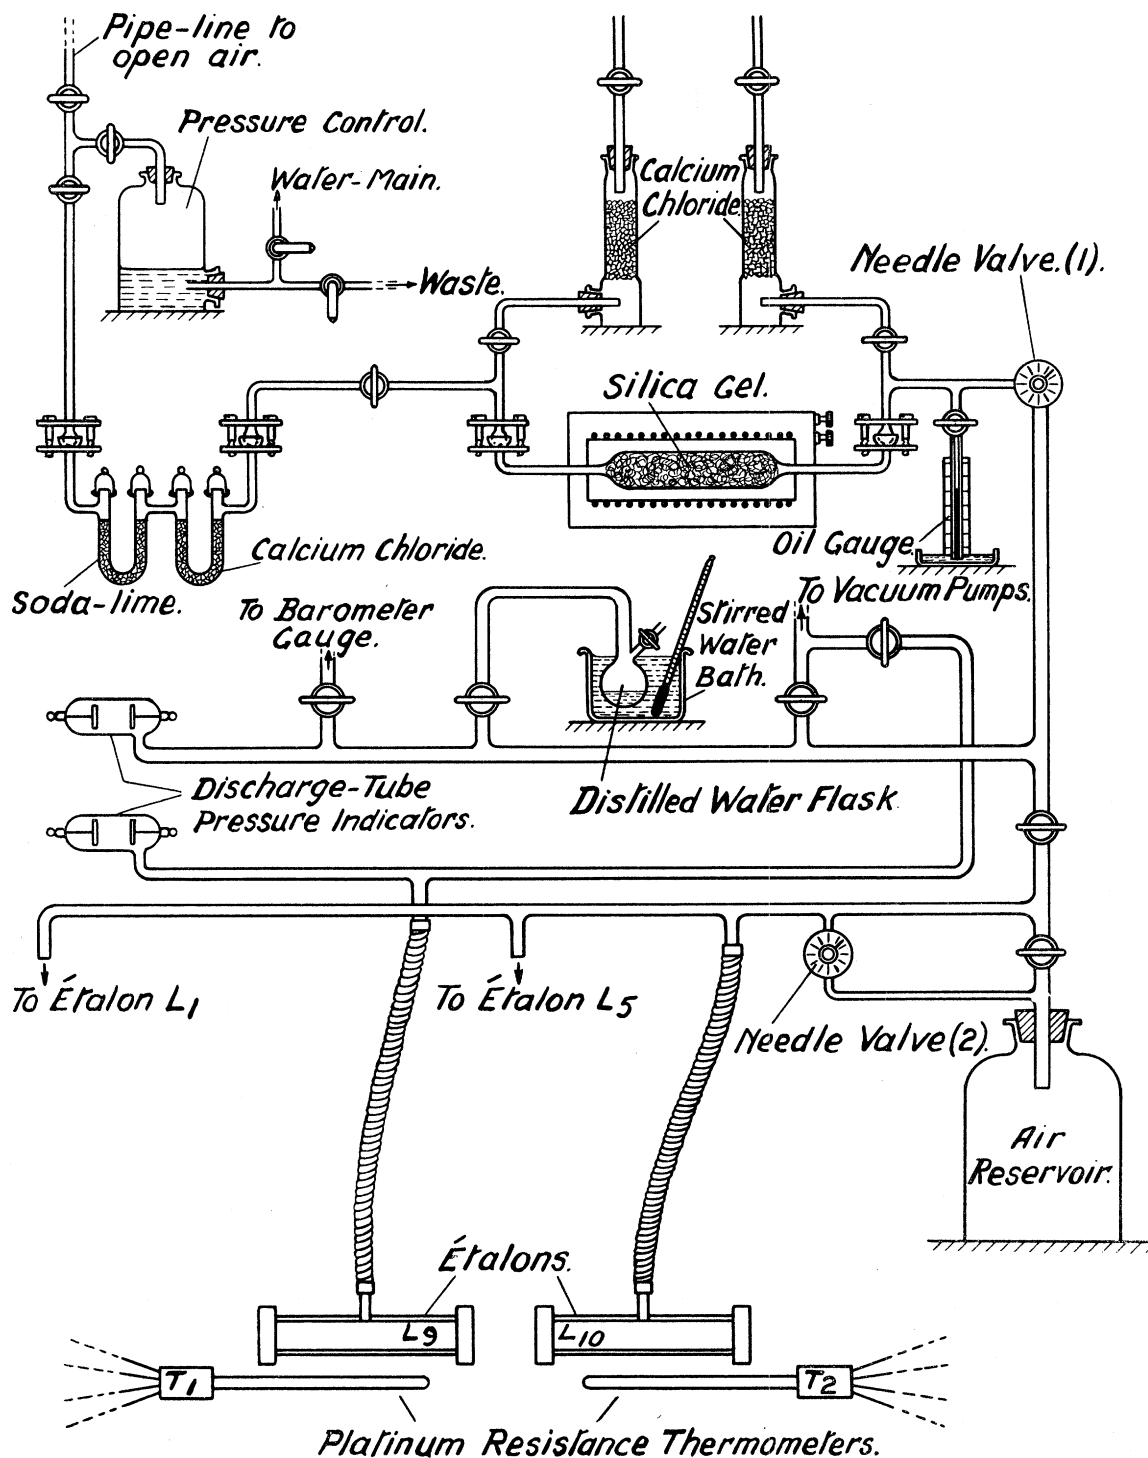 Pipe-line to
open air.
Pressure Control.
Water-Main.
Waste.
Calcium
Chloride.
Needle Valve.(1).
Silica Gel.
Oil Gauge.
Calcium Chloride.
Soda-lime.
To Barometer
Gauge.
Stirred
Water
Bath.
To Vacuum Pumps.
Discharge-Tube
Pressure Indicators.
Distilled Water Flask
To Étalon L1
To Étalon L5
Needle Valve(2).
Air
Reservoir.
Étalons.
L9
L10
T1
T2
Platinum Resistance Thermometers.